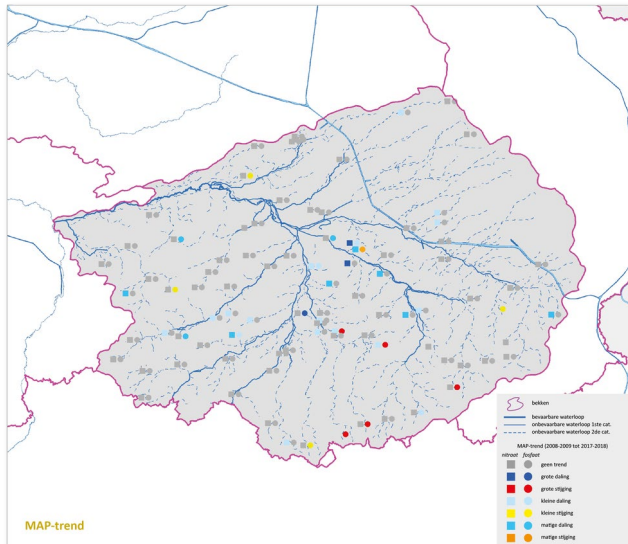 bekken
bevaarbare waterloop
onbevaarbare waterloop 1ste cat.
onbevaarbare waterloop 2de cat.
MAP-trend (2008-2009 tot 2017-2018)
nitraat fosfaat
geen trend
grote daling
grote stijging
kleine daling
kleine stijging
matige daling
matige stijging
MAP-trend